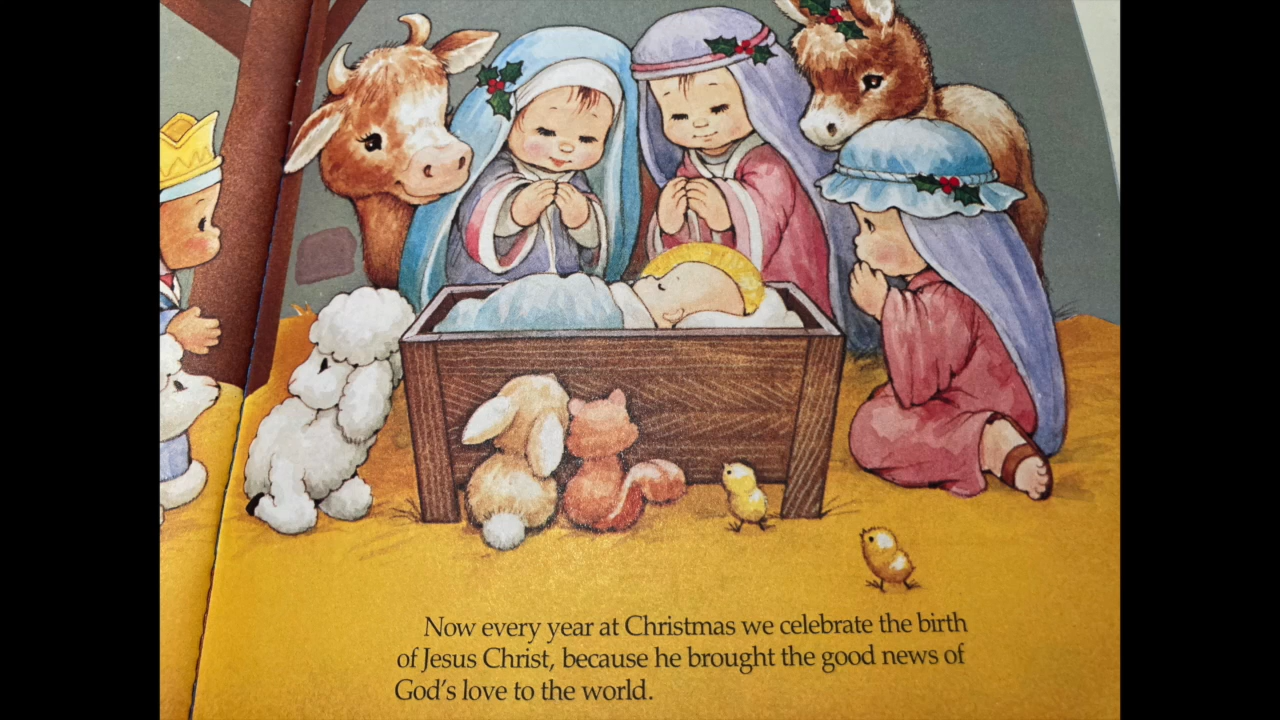 Now every year at Christmas we celebrate the birth
of Jesus Christ, because he brought the good news of
God's love to the world.